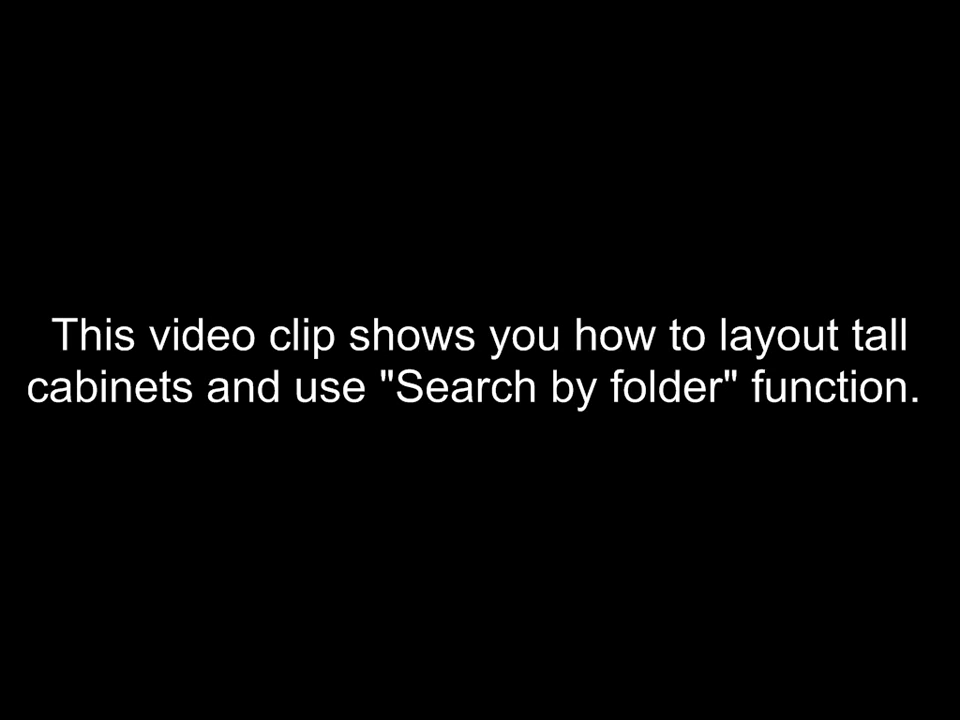 This video clip shows you how to layout tall
cabinets and use "Search by folder" function.